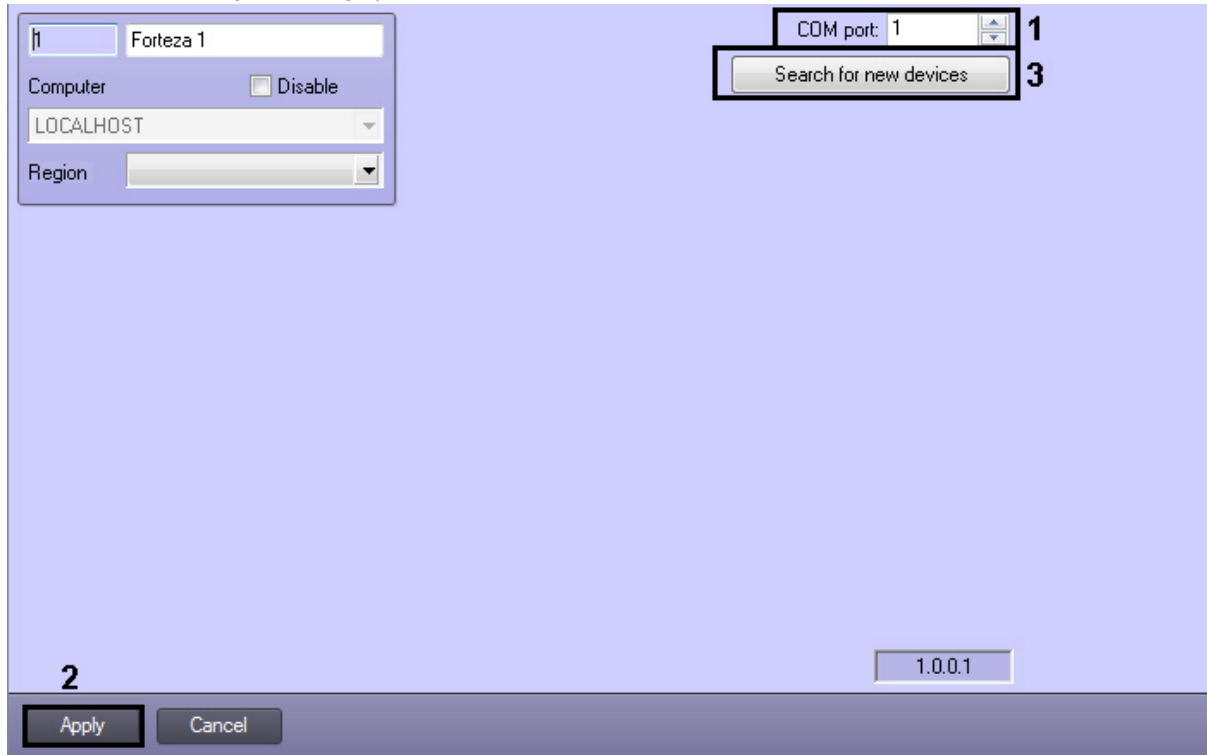 1 Forteza 1
COM port: 1
1
Search for new devices
3
Computer Disable
LOCALHOST
Region
1.0.0.1
2
Apply Cancel